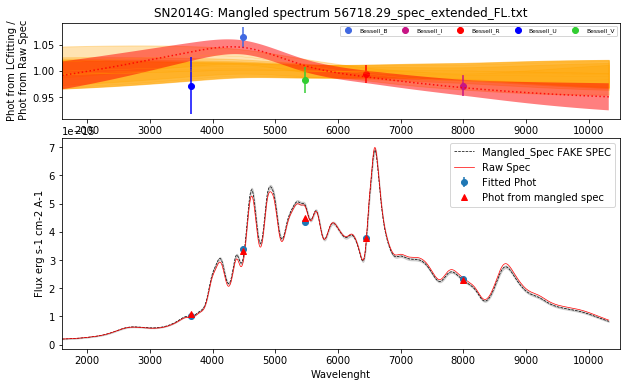 SN2014G: Mangled spectrum 56718.29_spec_extended_FL.txt
Phot from LCfitting /
Phot from Raw Spec
1.05
1.00
0.95
Bessell_B
Bessell_I
Bessell_R
Bessell_U
Bessell_V
2000 3000 4000 5000 6000 7000 8000 9000 10000
1e−15
Flux erg s-1 cm-2 A-1
7
6
5
4
3
2
1
0
Mangled_Spec FAKE SPEC
Raw Spec
Fitted Phot
Phot from mangled spec
2000 3000 4000 5000 6000 7000 8000 9000 10000
Wavelenght